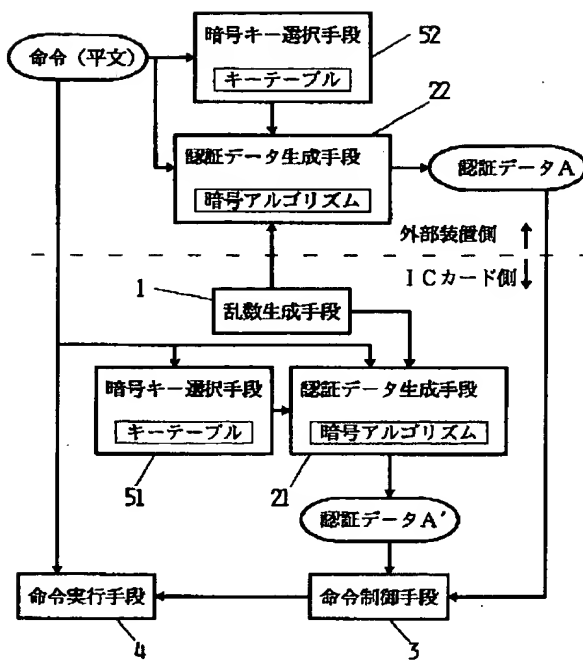 暗号キー選択手段
52
命令（平文）
キーテーブル
22
認証データ生成手段
認証データA
暗号アルゴリズム
外部装置側
ICカード側
1
乱数生成手段
暗号キー選択手段
認証データ生成手段
キーテーブル
暗号アルゴリズム
51
21
認証データA'
命令実行手段
命令制御手段
4
3